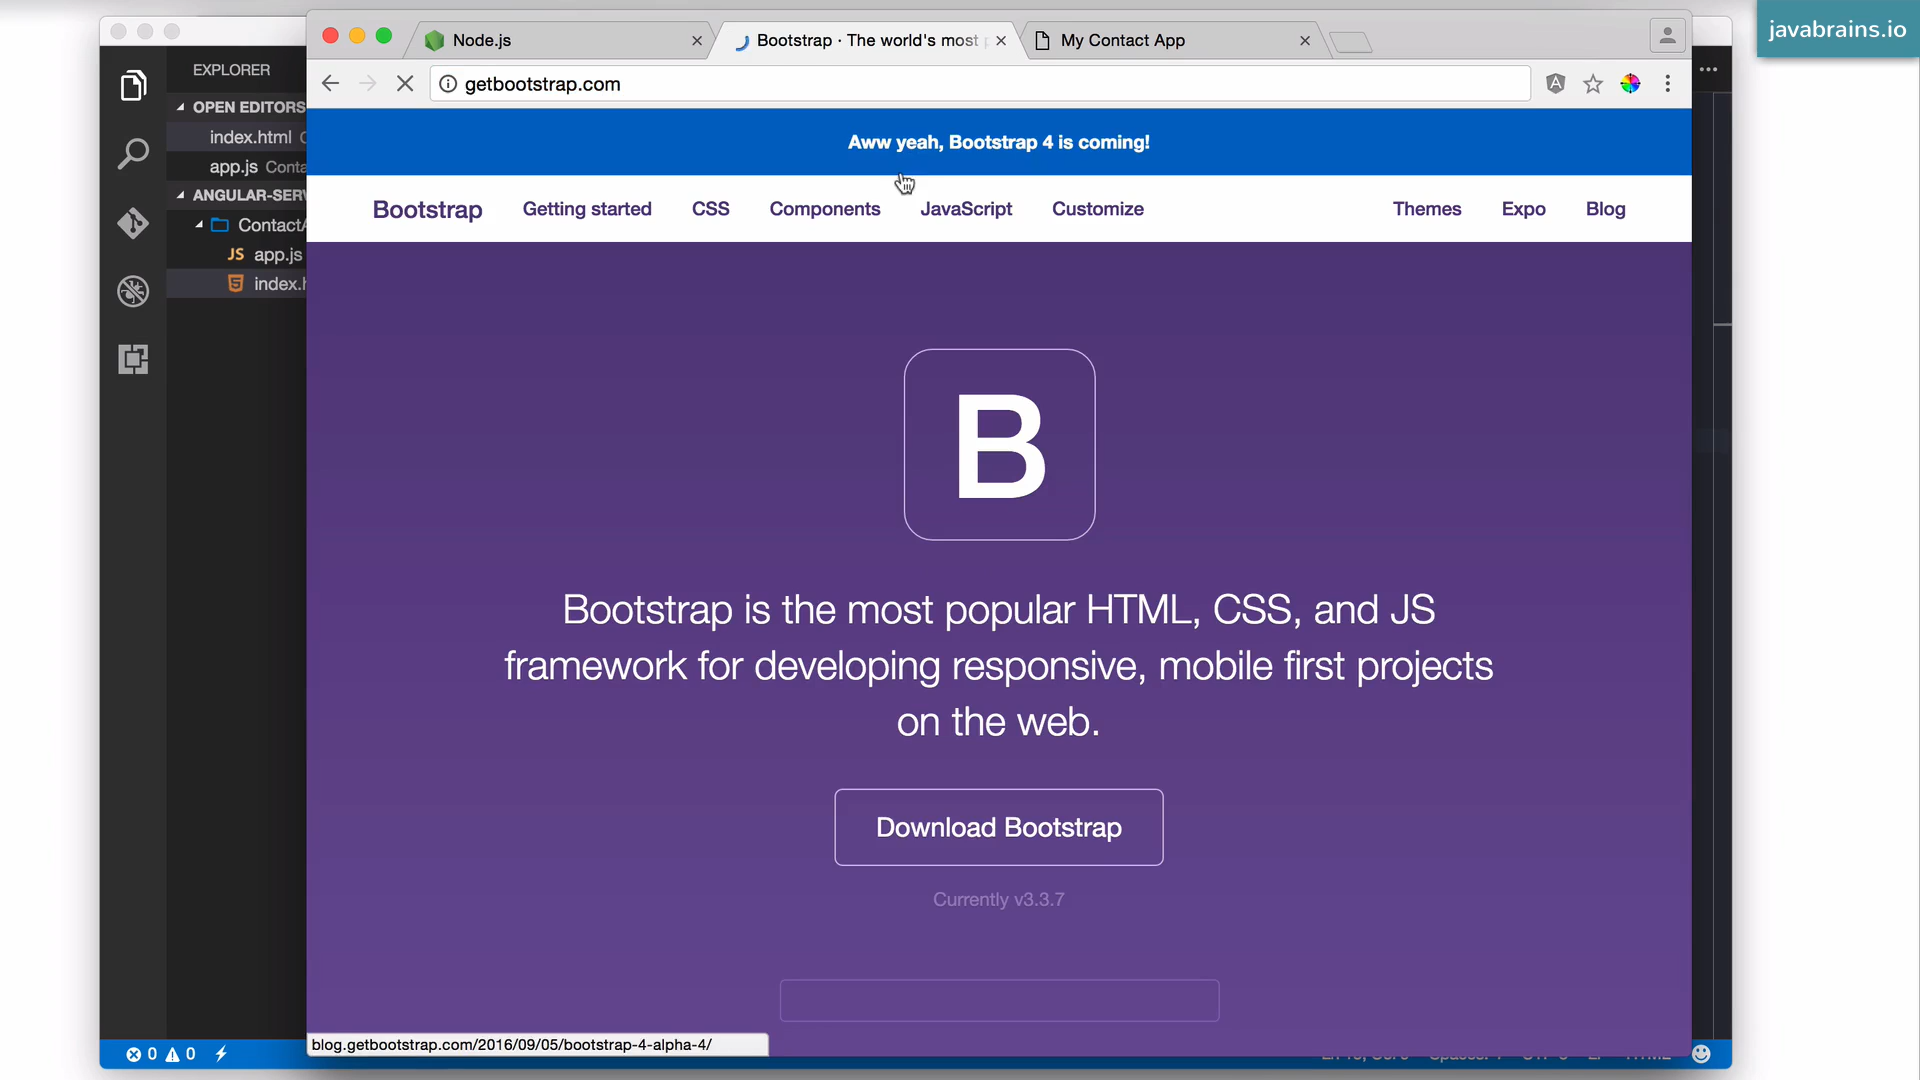 javabrains.io
Node.js
Bootstrap · The world's most
My Contact App
getbootstrap.com
EXPLORER
OPEN EDITORS
index.html
app.js Conta
ANGULAR-SER
Contact
JS app.js
index.h
Aww yeah, Bootstrap 4 is coming!
Bootstrap Getting started CSS Components JavaScript Customize Themes Expo Blog
B
Bootstrap is the most popular HTML, CSS, and JS
framework for developing responsive, mobile first projects
on the web.
Download Bootstrap
Currently v3.3.7
blog.getbootstrap.com/2016/09/05/bootstrap-4-alpha-4/
0 0